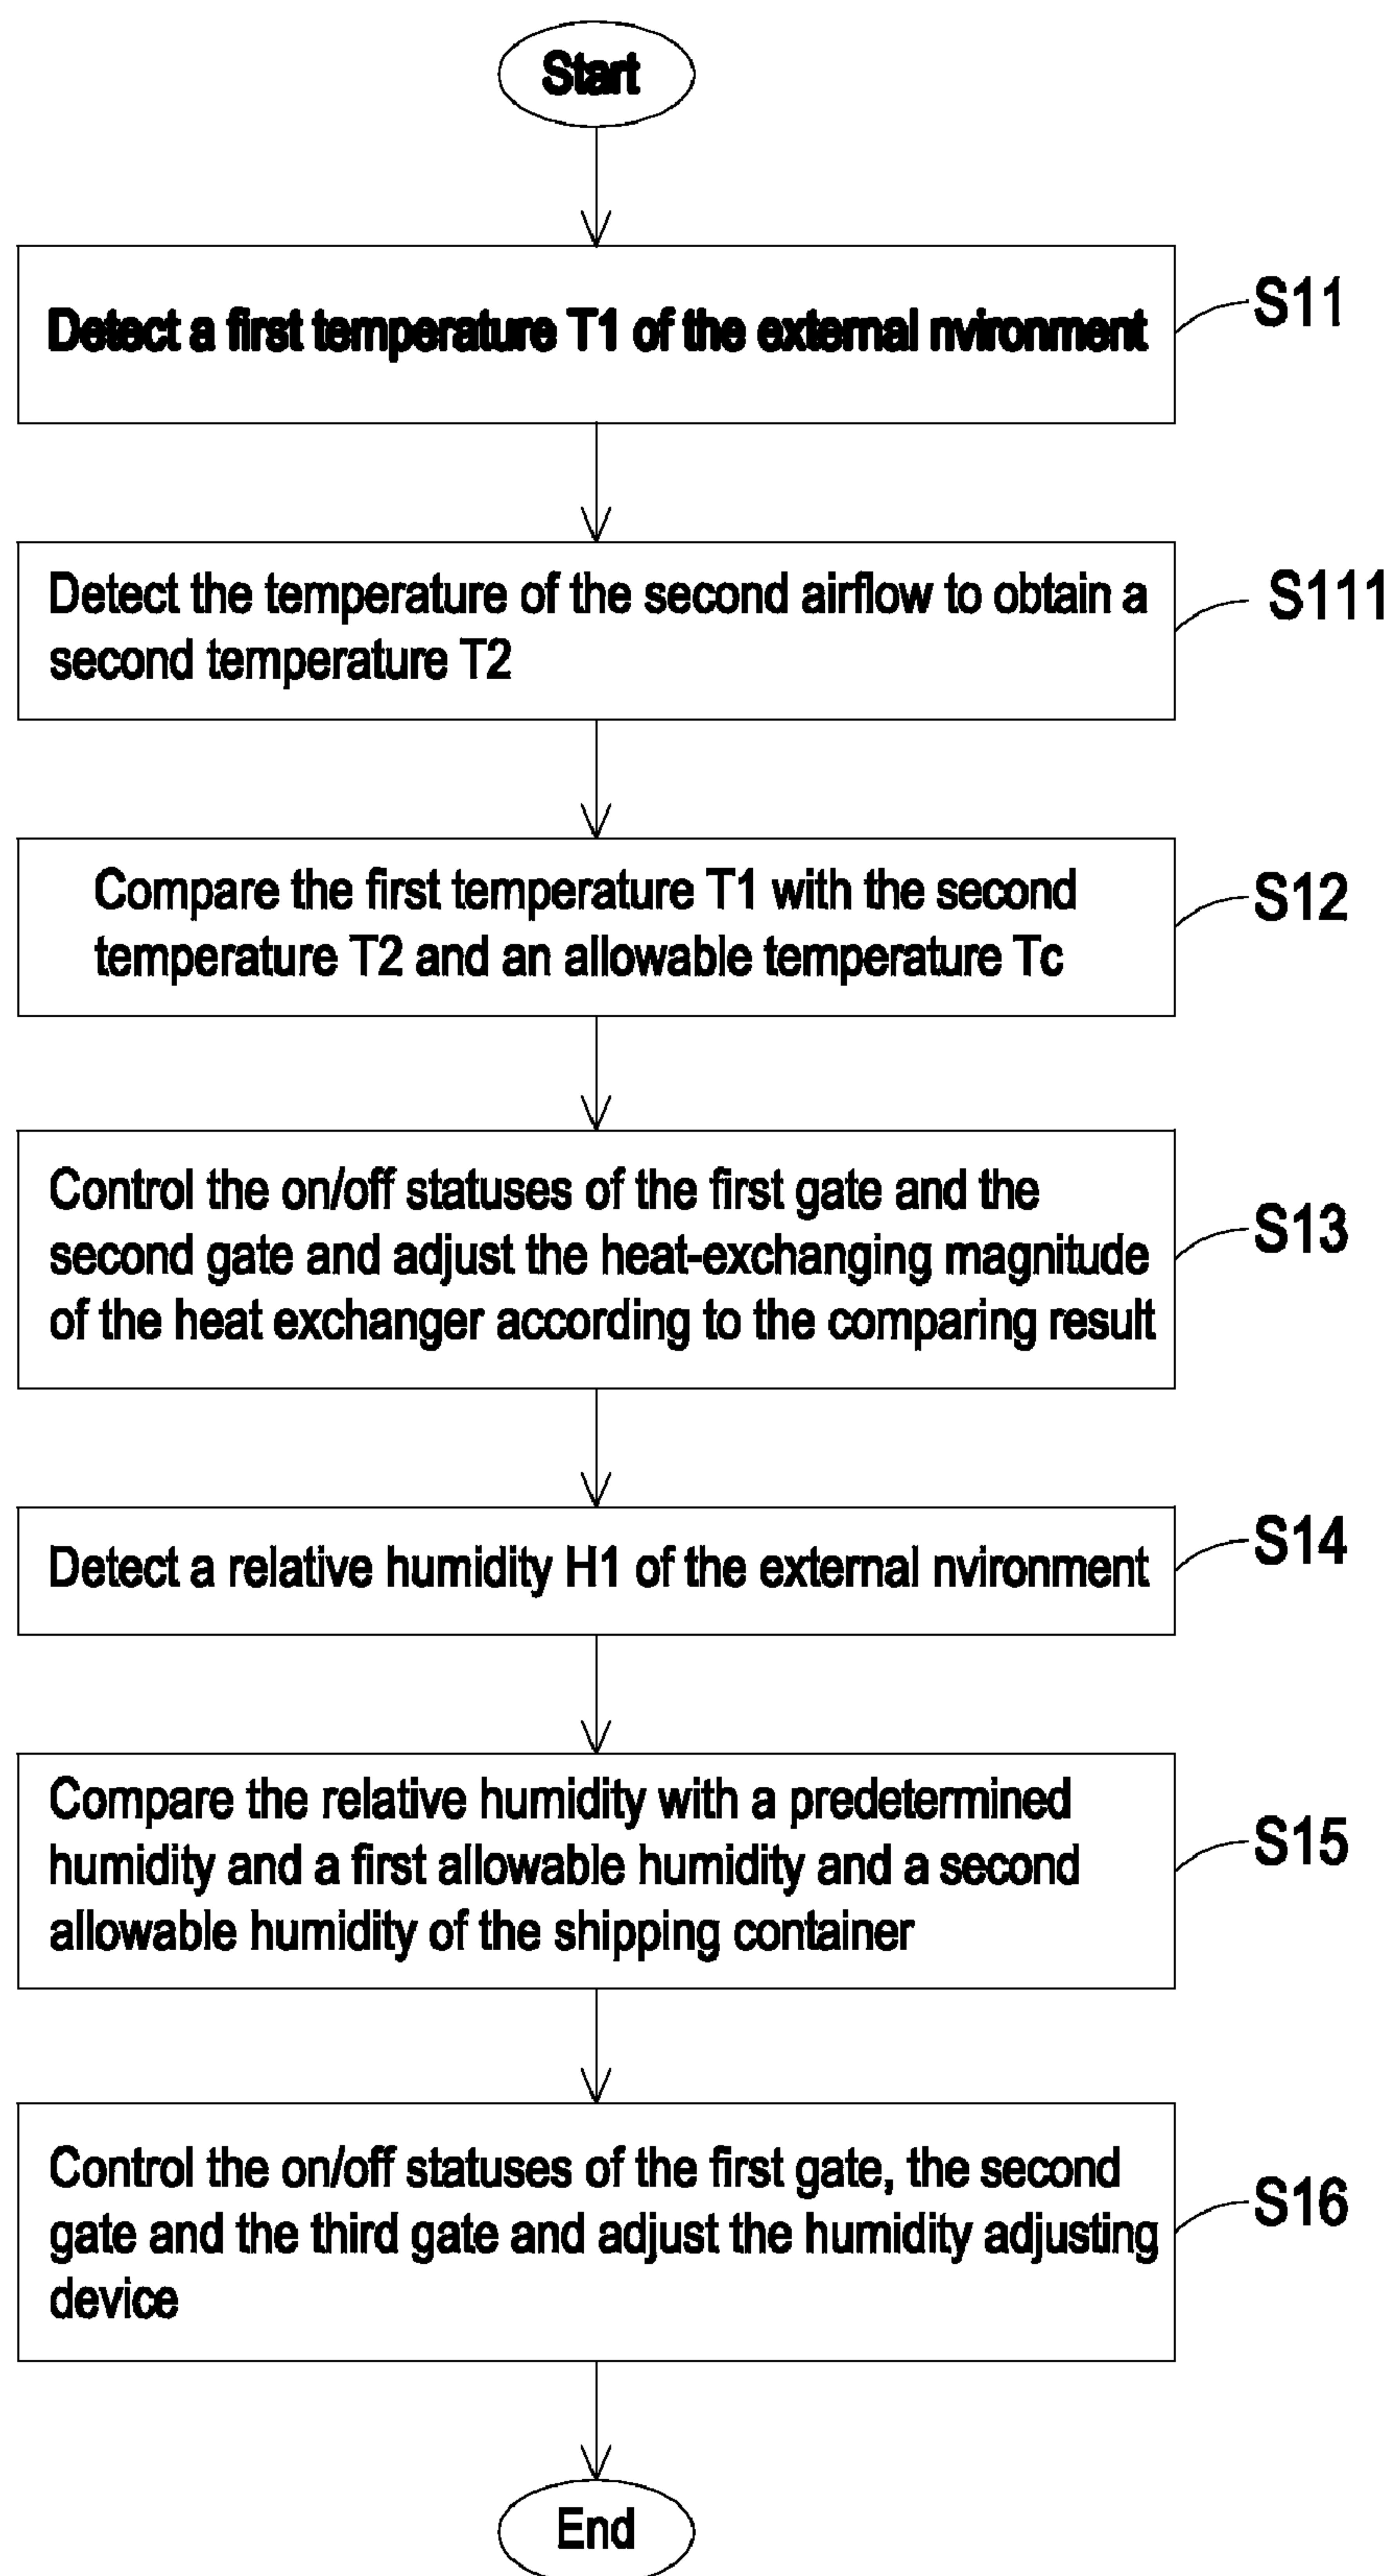 Start
Detect a first temperature T1 of the external nvironment
S11
Detect the temperature of the second airflow to obtain a
second temperature T2
S111
Compare the first temperature T1 with the second
temperature T2 and an allowable temperature Tc
S12
Control the on/off statuses of the first gate and the
second gate and adjust the heat-exchanging magnitude
of the heat exchanger according to the comparing result
S13
Detect a relative humidity H1 of the external nvironment
S14
Compare the relative humidity with a predetermined
humidity and a first allowable humidity and a second
allowable humidity of the shipping container
S15
Control the on/off statuses of the first gate, the second
gate and the third gate and adjust the humidity adjusting
device
S16
End